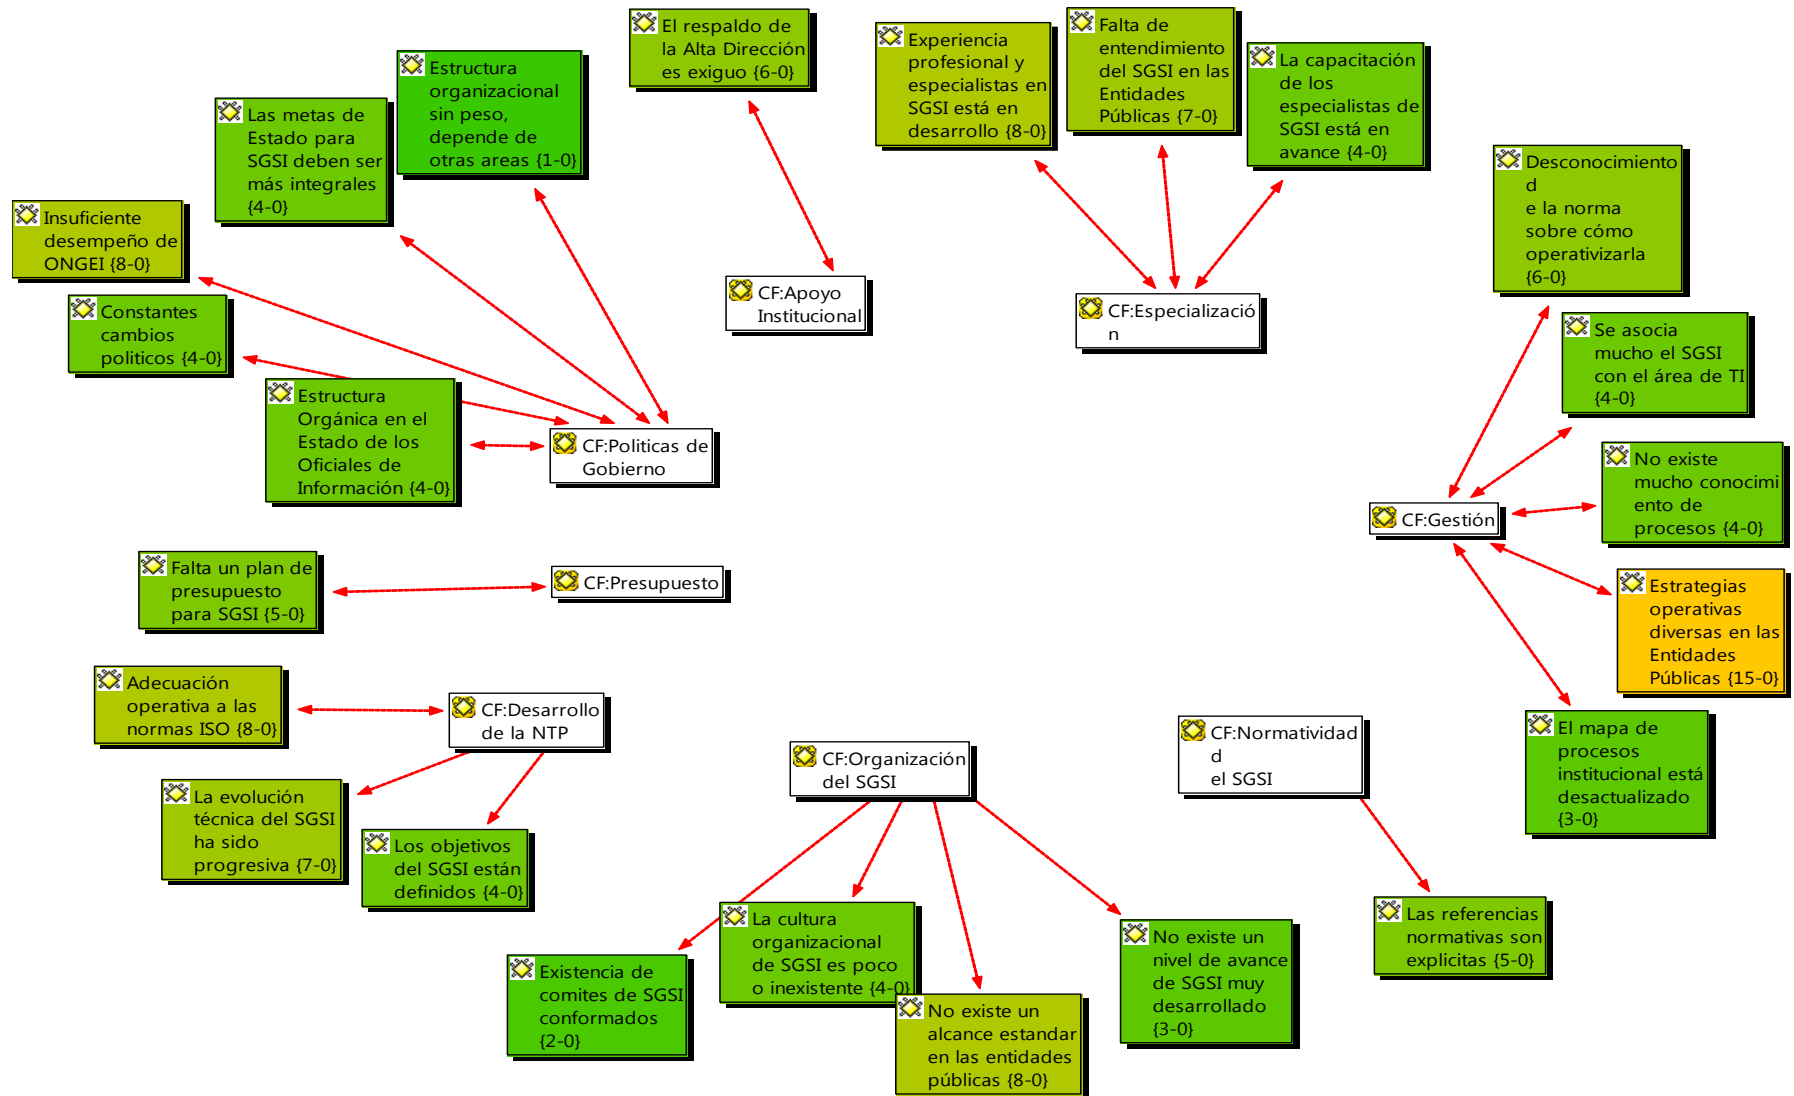 El respaldo de
la Alta Dirección
es exiguo {6-0}
Experiencia
profesional y
especialistas en
SGSI está en
desarrollo {8-0}
Falta de
entendimiento
del SGSI en las
Entidades
Públicas {7-0}
La capacitación
de los
especialistas de
SGSI está en
avance {4-0}
Estructura
organizacional
sin peso,
depende de
otras areas {1-0}
Las metas de
Estado para
SGSI deben ser
más integrales
{4-0}
Insuficiente
desempeño de
ONGEI {8-0}
Constantes
cambios
politicos {4-0}
Estructura
Orgánica en el
Estado de los
Oficiales de
Información {4-0}
CF:Politicas de
Gobierno
CF:Apoyo
Institucional
CF:Especializació
n
Desconocimiento
d
e la norma
sobre cómo
operativizarla
{6-0}
Se asocia
mucho el SGSI
con el área de TI
{4-0}
No existe
mucho conocimi
ento de
procesos {4-0}
CF:Gestión
Estrategias
operativas
diversas en las
Entidades
Públicas {15-0}
El mapa de
procesos
institucional está
desactualizado
{3-0}
Falta un plan de
presupuesto
para SGSI {5-0}
CF:Presupuesto
Adecuación
operativa a las
normas ISO {8-0}
CF:Desarrollo
de la NTP
La evolución
técnica del SGSI
ha sido
progresiva {7-0}
Los objetivos
del SGSI están
definidos {4-0}
CF:Organización
del SGSI
CF:Normatividad
d
el SGSI
Existencia de
comites de SGSI
conformados
{2-0}
La cultura
organizacional
de SGSI es poco
o inexistente {4-0}
No existe un
alcance estandar
en las entidades
públicas {8-0}
No existe un
nivel de avance
de SGSI muy
desarrollado
{3-0}
Las referencias
normativas son
explicitas {5-0}